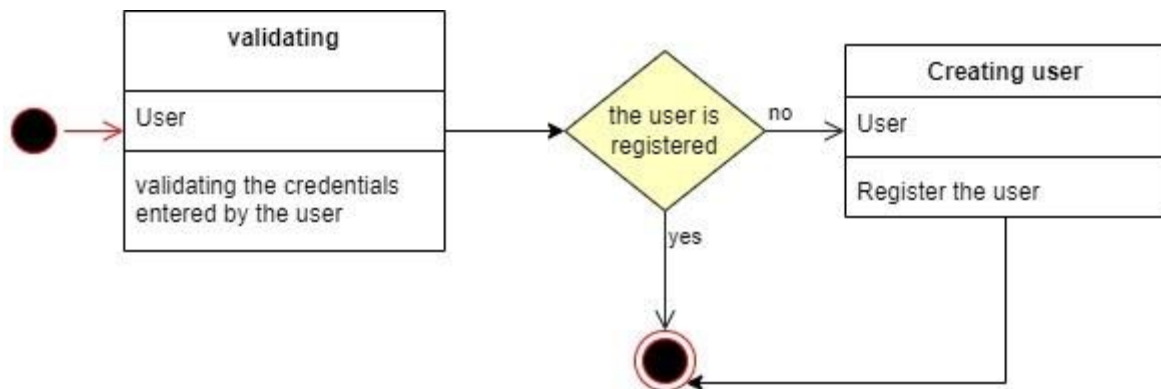 validating
User
validating the credentials
entered by the user
the user is
registered
no
yes
Creating user
User
Register the user